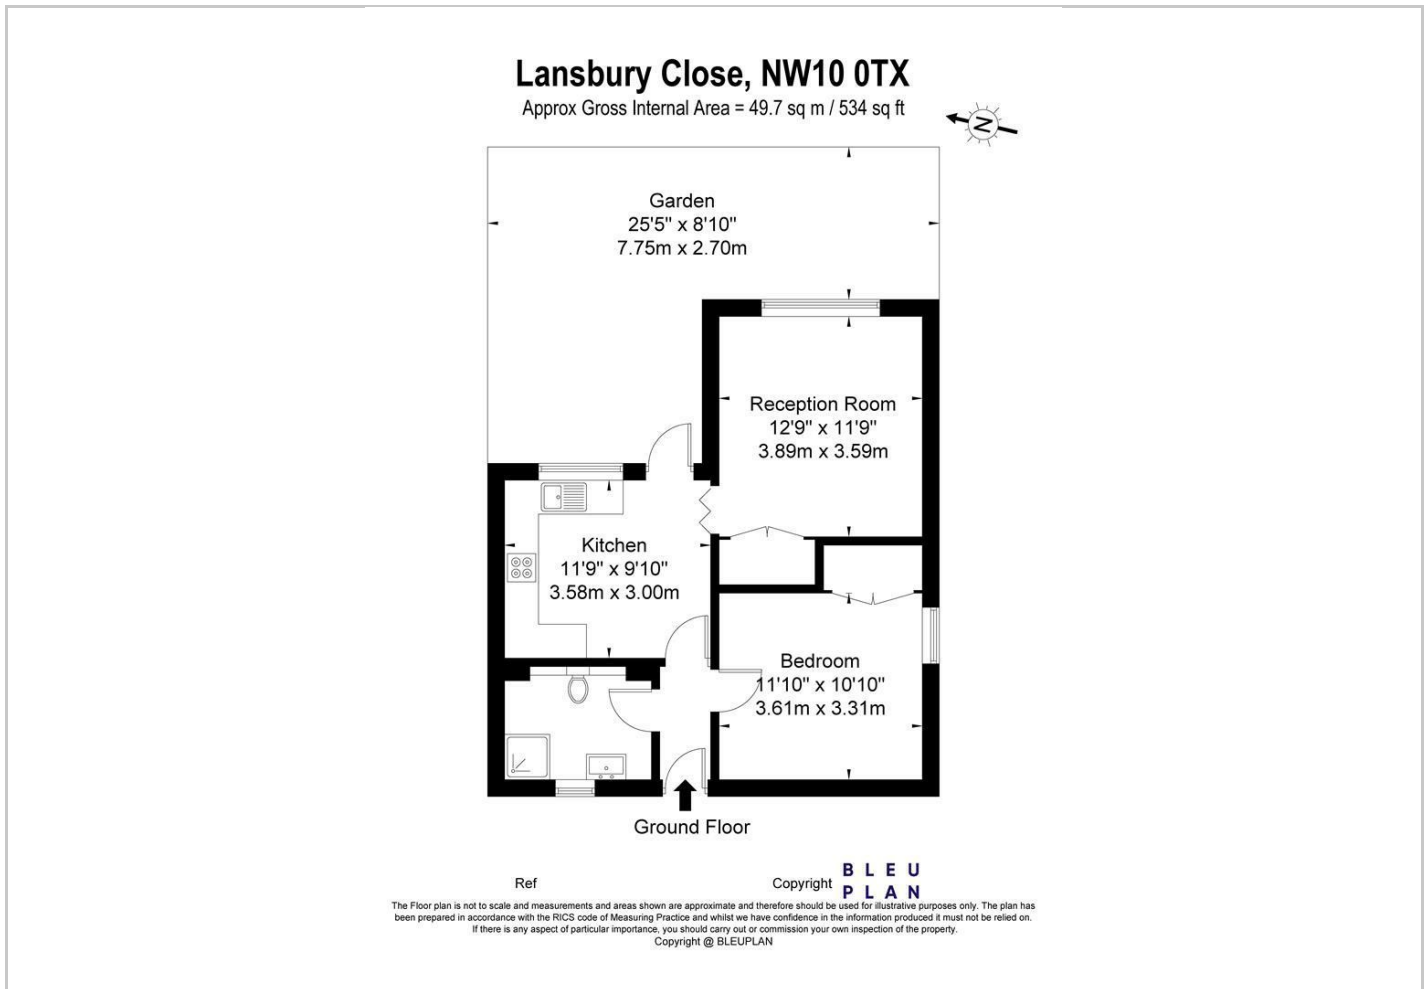 Lansbury Close, NW10 0TX
Approx Gross Internal Area = 49.7 sq m / 534 sq ft
N
Garden
25'5" x 8'10"
7.75m x 2.70m
Reception Room
12'9" x 11'9"
3.89m x 3.59m
Kitchen
11'9" x 9'10"
3.58m x 3.00m
Bedroom
11'10" x 10'10"
3.61m x 3.31m
Ground Floor
Ref
Copyright
BLEU
PLAN
The Floor plan is not to scale and measurements and areas shown are approximate and therefore should be used for illustrative purposes only. The plan has
been prepared in accordance with the RICS code of Measuring Practice and whilst we have confidence in the information produced it must not be relied on.
If there is any aspect of particular importance, you should carry out or commission your own inspection of the property.
Copyright @ BLEUPLAN